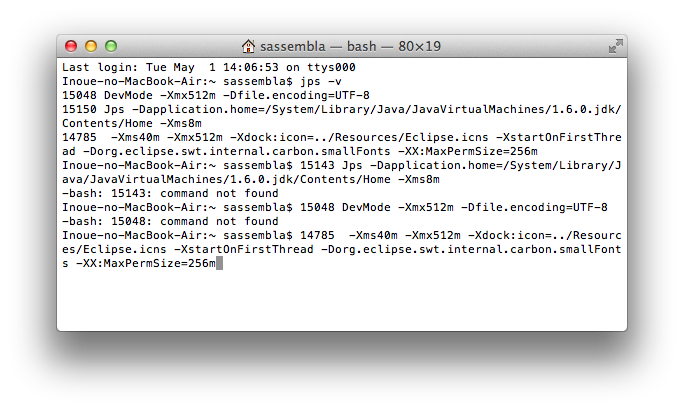 sassembla — bash — 80×19
Last login: Tue May  1 14:06:53 on ttys000
Inoue-no-MacBook-Air:~ sassembla$ jps -v
15048 DevMode -Xmx512m -Dfile.encoding=UTF-8
15150 Jps -Dapplication.home=/System/Library/Java/JavaVirtualMachines/1.6.0.jdk/
Contents/Home -Xms8m
14785  -Xms40m -Xmx512m -Xdock:icon=../Resources/Eclipse.icns -XstartOnFirstThre
ad -Dorg.eclipse.swt.internal.carbon.smallFonts -XX:MaxPermSize=256m
Inoue-no-MacBook-Air:~ sassembla$ 15143 Jps -Dapplication.home=/System/Library/J
ava/JavaVirtualMachines/1.6.0.jdk/Contents/Home -Xms8m
-bash: 15143: command not found
Inoue-no-MacBook-Air:~ sassembla$ 15048 DevMode -Xmx512m -Dfile.encoding=UTF-8
-bash: 15048: command not found
Inoue-no-MacBook-Air:~ sassembla$ 14785  -Xms40m -Xmx512m -Xdock:icon=../Resourc
es/Eclipse.icns -XstartOnFirstThread -Dorg.eclipse.swt.internal.carbon.smallFont
s -XX:MaxPermSize=256m